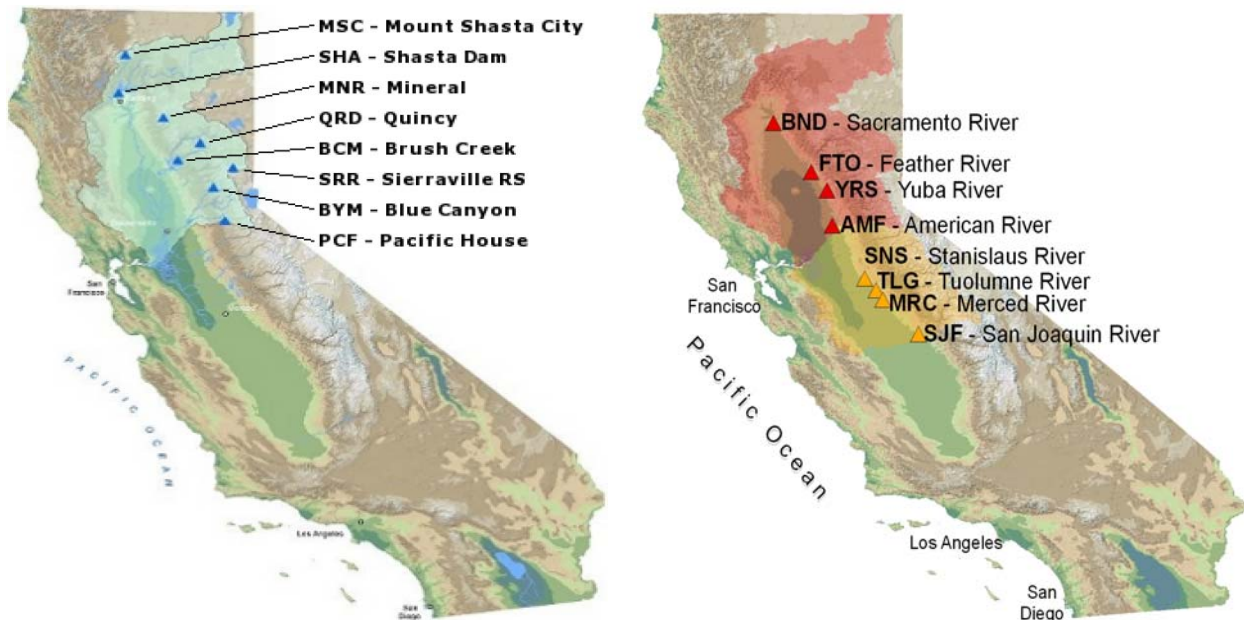 MSC - Mount Shasta City
SHA - Shasta Dam
MNR - Mineral
QRD - Quincy
BCM - Brush Creek
SRR - Sierraville RS
BYM - Blue Canyon
PCF - Pacific House
San
Francisco
PACIFIC OCEAN
Los Angeles
San
Diego
BND - Sacramento River
FTO - Feather River
YRS - Yuba River
AMF - American River
SNS - Stanislaus River
TLG - Tuolumne River
MRC - Merced River
SJF - San Joaquin River
San
Francisco
Pacific Ocean
Los Angeles
San
Diego